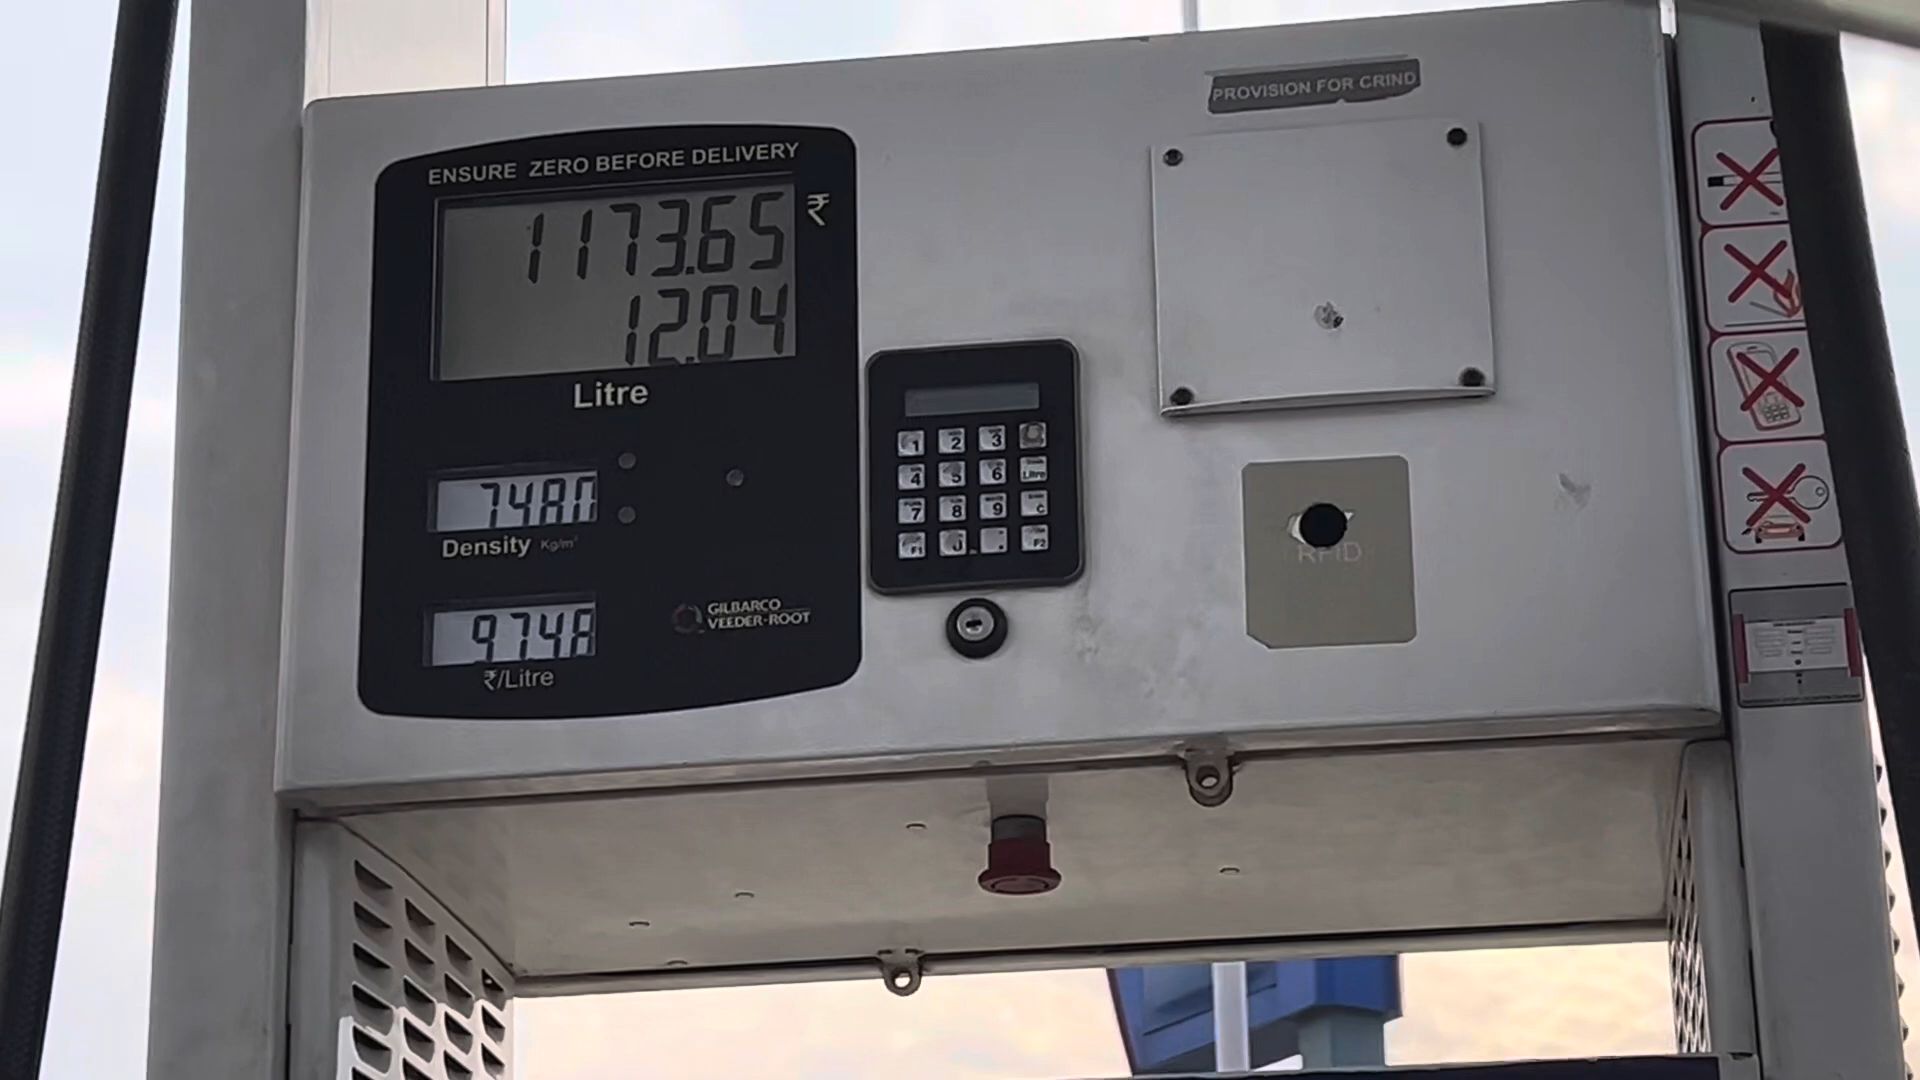 PROVISION FOR CRIND
ENSURE ZERO BEFORE DELIVERY
1173.65 ₹
12.04
Litre
748.0
Density Kg/m³
97.48
₹/Litre
GILBARCO
VEEDER-ROOT
1 2 3
4 5 6 Litre
7 8 9 C
F1 0 . F2
RFID